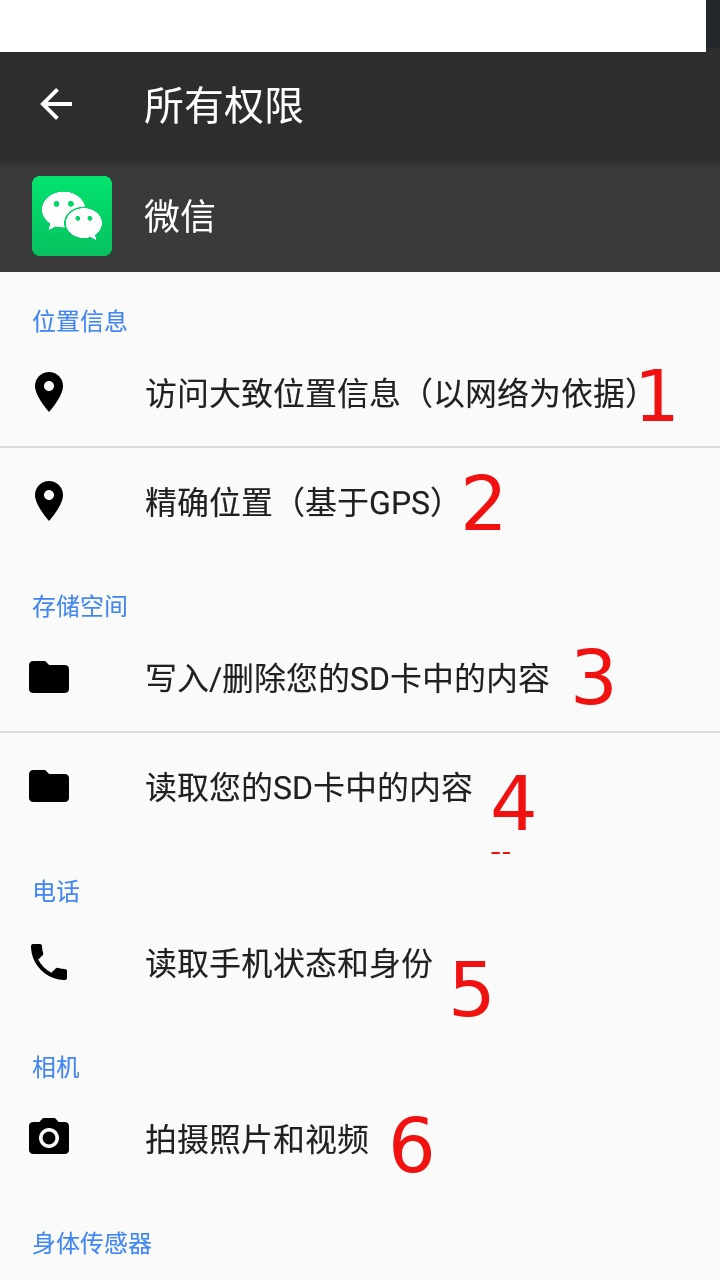 所有权限
微信
位置信息
访问大致位置信息（以网络为依据）1
精确位置（基于GPS）2
存储空间
写入/删除您的SD卡中的内容 3
读取您的SD卡中的内容 4
--
电话
读取手机状态和身份 5
相机
拍摄照片和视频 6
身体传感器